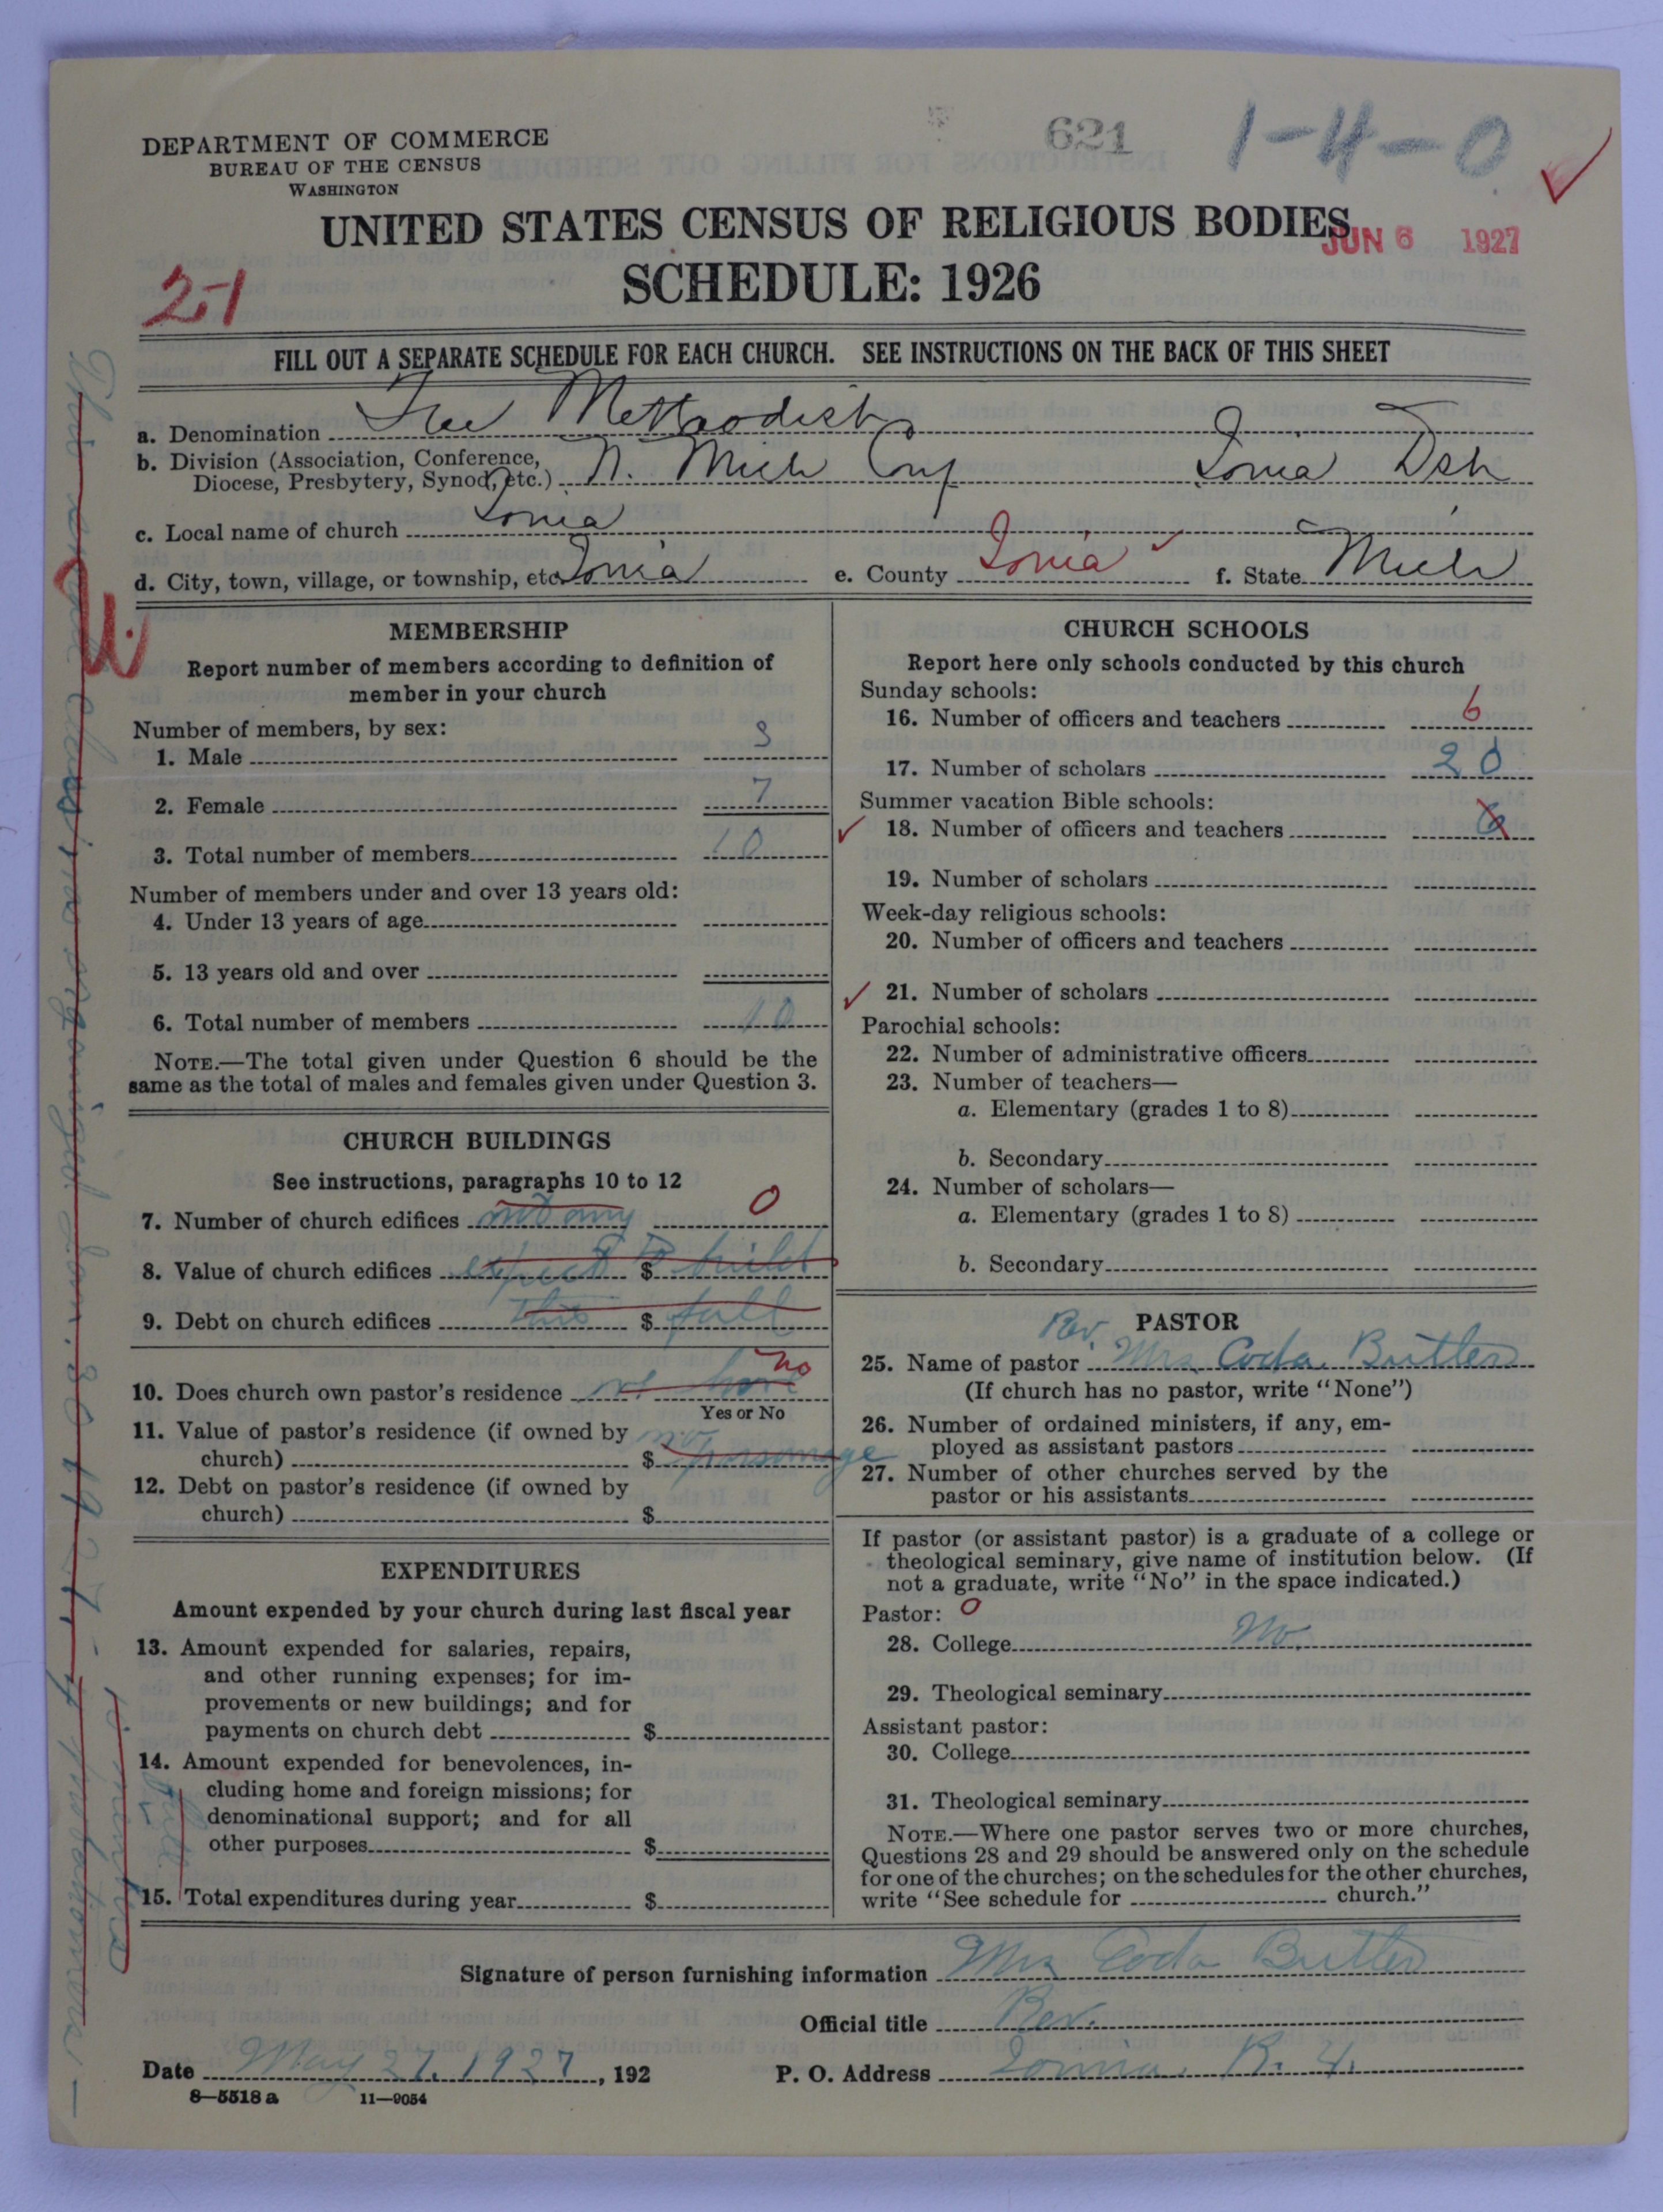 621
1-4-0
DEPARTMENT OF COMMERCE
BUREAU OF THE CENSUS
WASHINGTON
UNITED STATES CENSUS OF RELIGIOUS BODIES
JUN 6 1927
SCHEDULE: 1926
2-1
FILL OUT A SEPARATE SCHEDULE FOR EACH CHURCH. SEE INSTRUCTIONS ON THE BACK OF THIS SHEET
a. Denomination Free Methodist
b. Division (Association, Conference,
Diocese, Presbytery, Synod, etc.) N. Mich Conf Ionia Dst
c. Local name of church Ionia
d. City, town, village, or township, etc. Ionia e. County Ionia f. State Mich
MEMBERSHIP
Report number of members according to definition of
member in your church
Number of members, by sex:
1. Male 3
2. Female 7
3. Total number of members 10
Number of members under and over 13 years old:
4. Under 13 years of age
5. 13 years old and over
6. Total number of members 10
NOTE.—The total given under Question 6 should be the
same as the total of males and females given under Question 3.
CHURCH BUILDINGS
See instructions, paragraphs 10 to 12
7. Number of church edifices not any 0
8. Value of church edifices expect $ to build
9. Debt on church edifices this $ fall
10. Does church own pastor's residence no
Yes or No
11. Value of pastor's residence (if owned by
church) $ no parsonage
12. Debt on pastor's residence (if owned by
church) $
EXPENDITURES
Amount expended by your church during last fiscal year
13. Amount expended for salaries, repairs,
and other running expenses; for im-
provements or new buildings; and for
payments on church debt $
14. Amount expended for benevolences, in-
cluding home and foreign missions; for
denominational support; and for all
other purposes $
15. Total expenditures during year $
CHURCH SCHOOLS
Report here only schools conducted by this church
Sunday schools:
16. Number of officers and teachers 6
17. Number of scholars 20
Summer vacation Bible schools:
18. Number of officers and teachers 6
19. Number of scholars
Week-day religious schools:
20. Number of officers and teachers
21. Number of scholars
Parochial schools:
22. Number of administrative officers
23. Number of teachers—
a. Elementary (grades 1 to 8)
b. Secondary
24. Number of scholars—
a. Elementary (grades 1 to 8)
b. Secondary
PASTOR
25. Name of pastor Rev. Mrs Coda Butler
(If church has no pastor, write "None")
26. Number of ordained ministers, if any, em-
ployed as assistant pastors
27. Number of other churches served by the
pastor or his assistants
If pastor (or assistant pastor) is a graduate of a college or
theological seminary, give name of institution below. (If
not a graduate, write "No" in the space indicated.)
Pastor: 0
28. College No.
29. Theological seminary
Assistant pastor:
30. College
31. Theological seminary
NOTE.—Where one pastor serves two or more churches,
Questions 28 and 29 should be answered only on the schedule
for one of the churches; on the schedules for the other churches,
write "See schedule for church."
Signature of person furnishing information Mrs Coda Butler
Official title Rev.
Date May 27, 1927, 192 P. O. Address Ionia. R. 4.
8—5518 a 11—9054